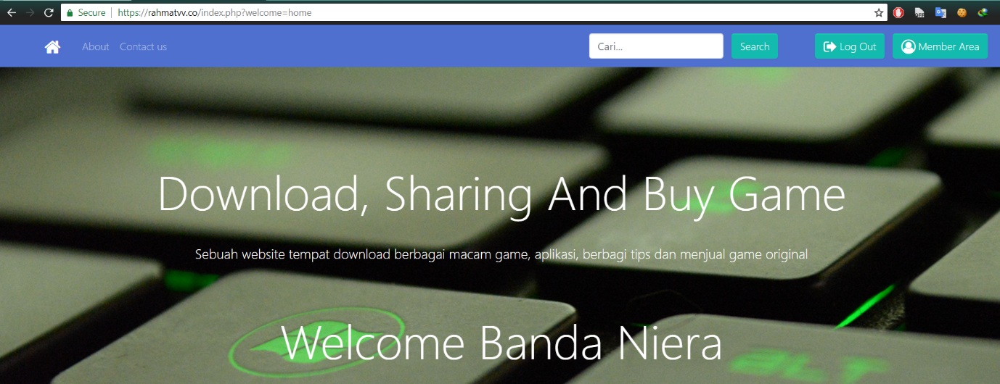 Secure https://rahmatvv.co/index.php?welcome=home
About Contact us Cari... Search Log Out Member Area
Download, Sharing And Buy Game
Sebuah website tempat download berbagai macam game, aplikasi, berbagi tips dan menjual game original
Welcome Banda Niera
ALT